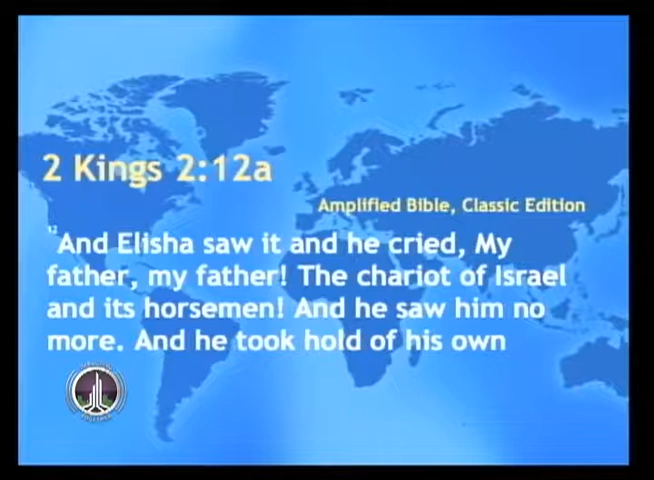 2 Kings 2:12a
Amplified Bible, Classic Edition
12And Elisha saw it and he cried, My
father, my father! The chariot of Israel
and its horsemen! And he saw him no
more. And he took hold of his own